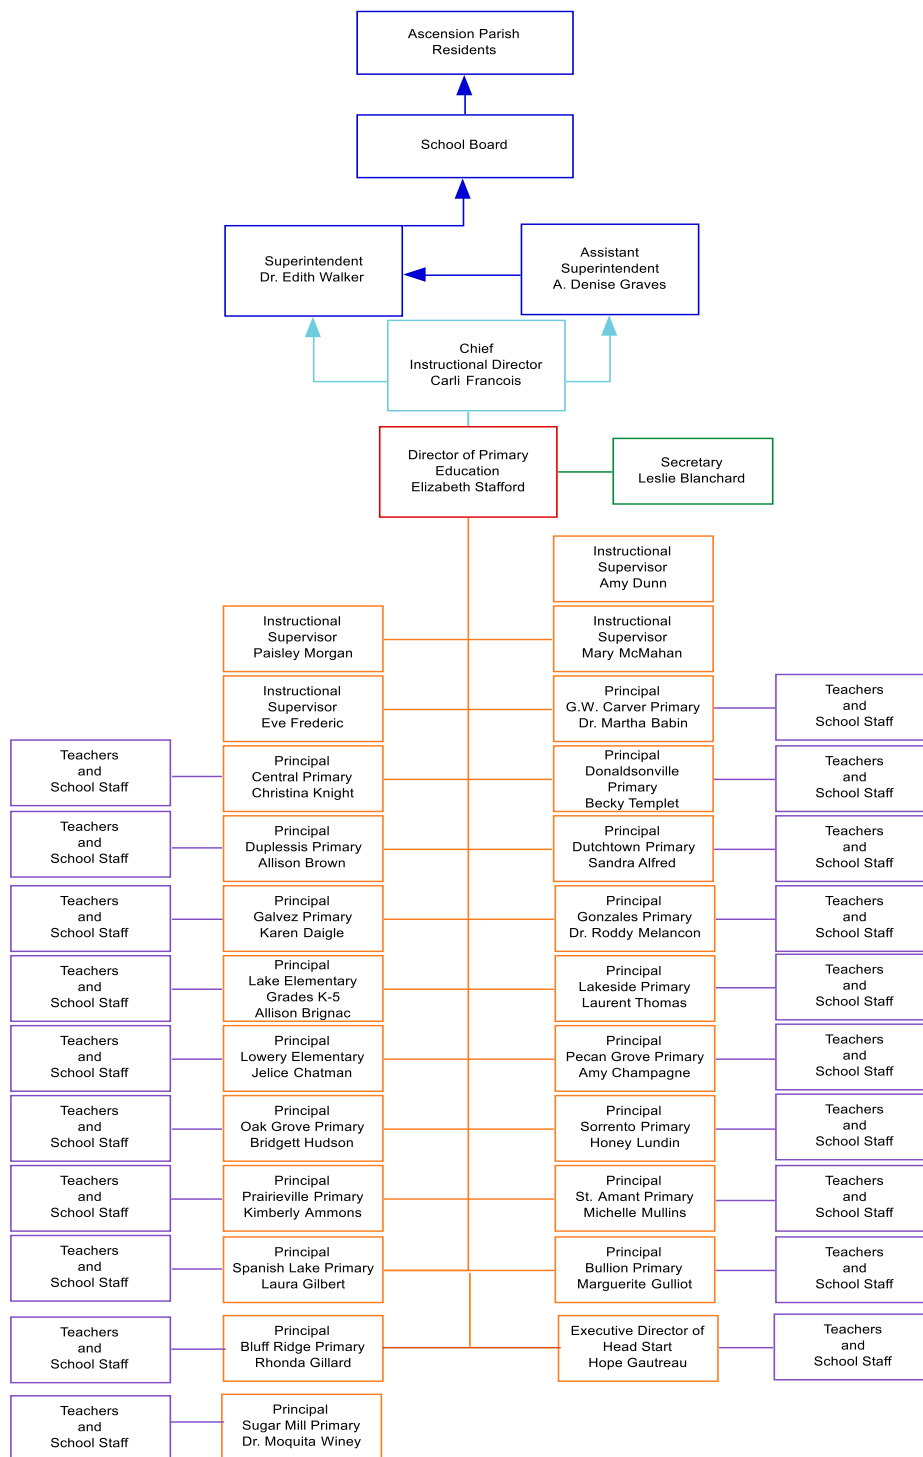 Ascension Parish
Residents
School Board
Superintendent
Dr. Edith Walker
Assistant
Superintendent
A. Denise Graves
Chief
Instructional Director
Carli Francois
Director of Primary
Education
Elizabeth Stafford
Secretary
Leslie Blanchard
Instructional
Supervisor
Amy Dunn
Instructional
Supervisor
Paisley Morgan
Instructional
Supervisor
Mary McMahan
Instructional
Supervisor
Eve Frederic
Principal
G.W. Carver Primary
Dr. Martha Babin
Teachers
and
School Staff
Teachers
and
School Staff
Principal
Central Primary
Christina Knight
Principal
Donaldsonville
Primary
Becky Templet
Teachers
and
School Staff
Teachers
and
School Staff
Principal
Duplessis Primary
Allison Brown
Principal
Dutchtown Primary
Sandra Alfred
Teachers
and
School Staff
Teachers
and
School Staff
Principal
Galvez Primary
Karen Daigle
Principal
Gonzales Primary
Dr. Roddy Melancon
Teachers
and
School Staff
Teachers
and
School Staff
Principal
Lake Elementary
Grades K-5
Allison Brignac
Principal
Lakeside Primary
Laurent Thomas
Teachers
and
School Staff
Teachers
and
School Staff
Principal
Lowery Elementary
Jelice Chatman
Principal
Pecan Grove Primary
Amy Champagne
Teachers
and
School Staff
Teachers
and
School Staff
Principal
Oak Grove Primary
Bridgett Hudson
Principal
Sorrento Primary
Honey Lundin
Teachers
and
School Staff
Teachers
and
School Staff
Principal
Prairieville Primary
Kimberly Ammons
Principal
St. Amant Primary
Michelle Mullins
Teachers
and
School Staff
Teachers
and
School Staff
Principal
Spanish Lake Primary
Laura Gilbert
Principal
Bullion Primary
Marguerite Gulliot
Teachers
and
School Staff
Teachers
and
School Staff
Principal
Bluff Ridge Primary
Rhonda Gillard
Executive Director of
Head Start
Hope Gautreau
Teachers
and
School Staff
Teachers
and
School Staff
Principal
Sugar Mill Primary
Dr. Moquita Winey